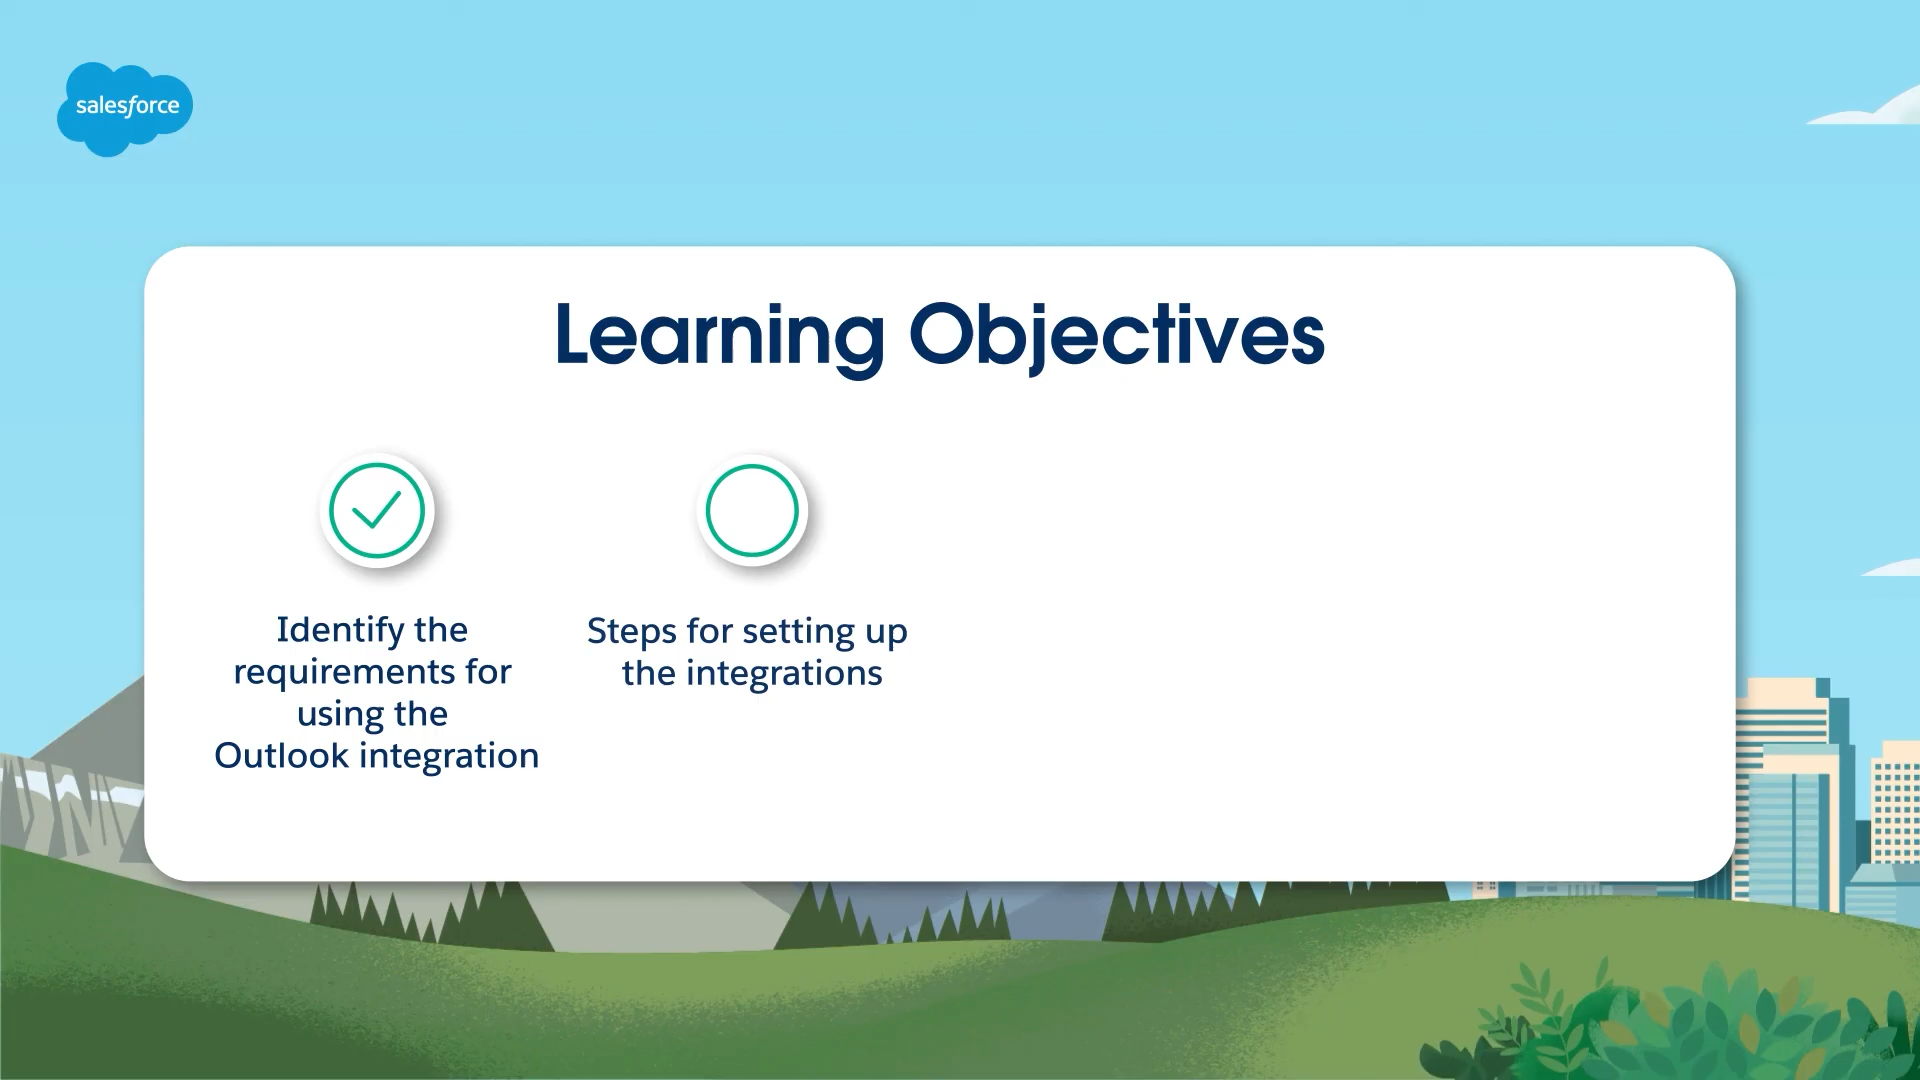 salesforce
Learning Objectives
Identify the
requirements for
using the
Outlook integration
Steps for setting up
the integrations